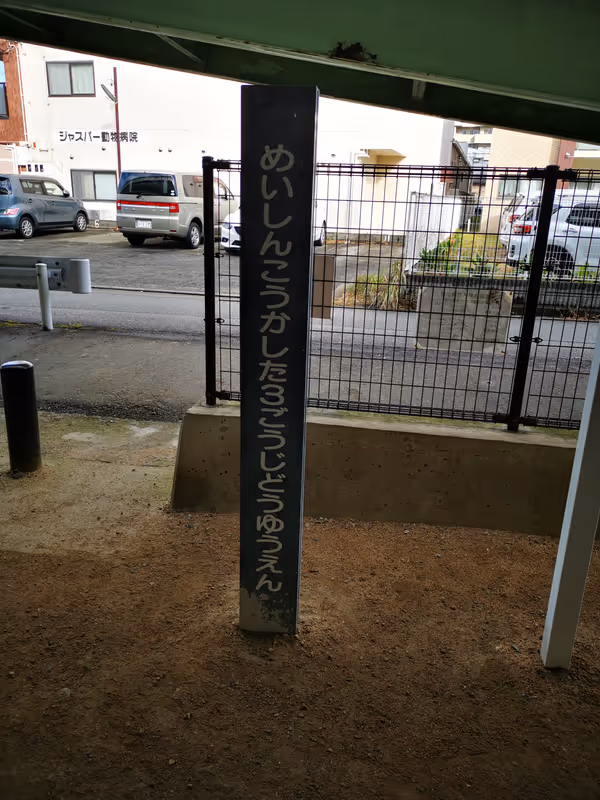 ジャスパー動物病院
めいしんこうかした3ごうじどうゆうえん